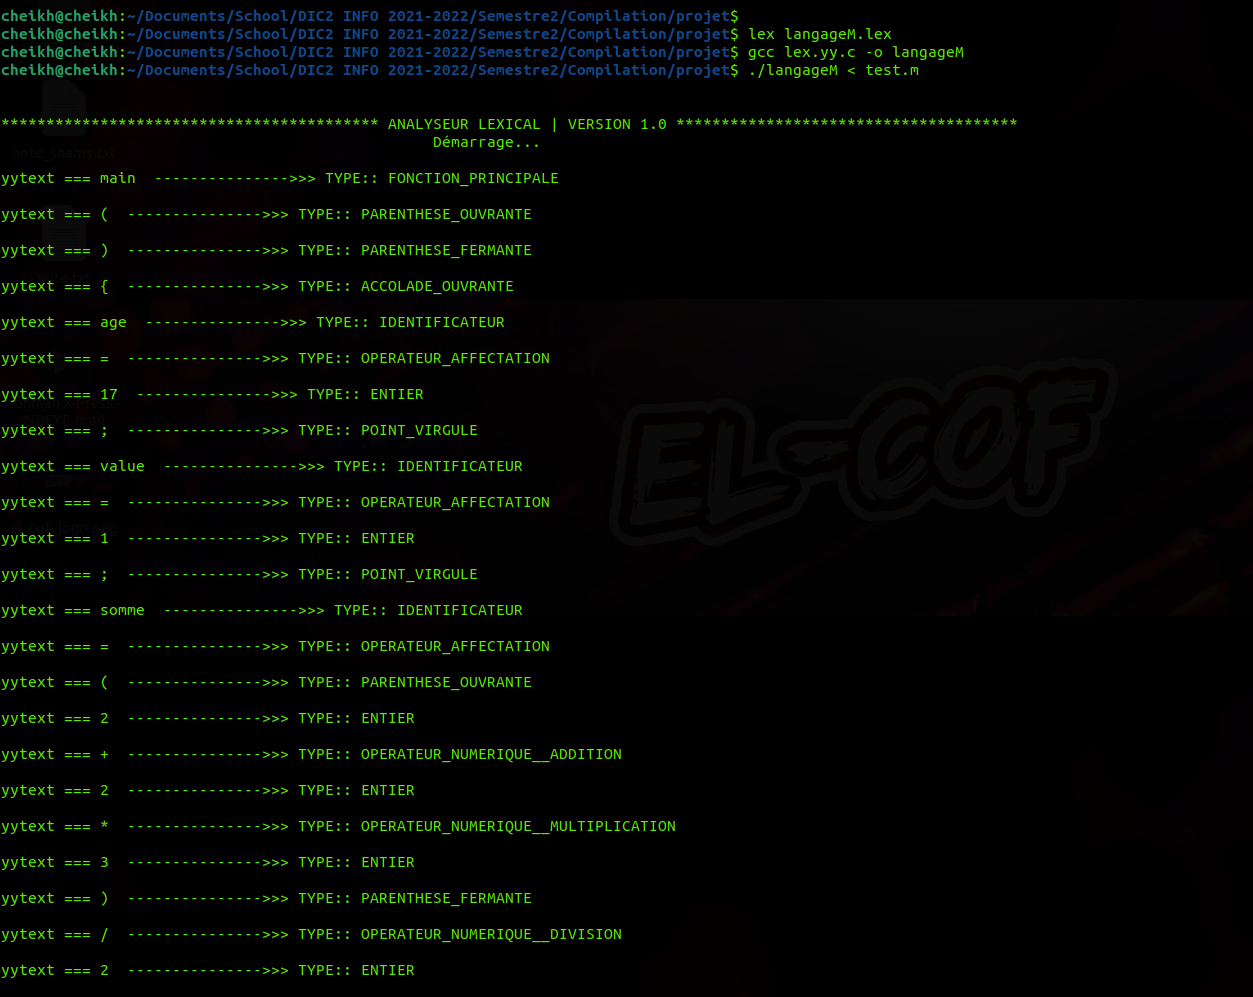 cheikh@cheikh:~/Documents/School/DIC2 INFO 2021-2022/Semestre2/Compilation/projet$
cheikh@cheikh:~/Documents/School/DIC2 INFO 2021-2022/Semestre2/Compilation/projet$ lex langageM.lex
cheikh@cheikh:~/Documents/School/DIC2 INFO 2021-2022/Semestre2/Compilation/projet$ gcc lex.yy.c -o langageM
cheikh@cheikh:~/Documents/School/DIC2 INFO 2021-2022/Semestre2/Compilation/projet$ ./langageM < test.m
****************************************** ANALYSEUR LEXICAL | VERSION 1.0 **************************************
Démarrage...
note_shams.txt
yytext === main  --------------->>> TYPE:: FONCTION_PRINCIPALE
yytext === (  --------------->>> TYPE:: PARENTHESE_OUVRANTE
yytext === )  --------------->>> TYPE:: PARENTHESE_FERMANTE
yytext === {  --------------->>> TYPE:: ACCOLADE_OUVRANTE
yytext === age  --------------->>> TYPE:: IDENTIFICATEUR
yytext === =  --------------->>> TYPE:: OPERATEUR_AFFECTATION
yytext === 17  --------------->>> TYPE:: ENTIER
yytext === ;  --------------->>> TYPE:: POINT_VIRGULE
yytext === value  --------------->>> TYPE:: IDENTIFICATEUR
EL-COF
yytext === =  --------------->>> TYPE:: OPERATEUR_AFFECTATION
el-cof_logo.png
yytext === 1  --------------->>> TYPE:: ENTIER
yytext === ;  --------------->>> TYPE:: POINT_VIRGULE
yytext === somme  --------------->>> TYPE:: IDENTIFICATEUR
yytext === =  --------------->>> TYPE:: OPERATEUR_AFFECTATION
yytext === (  --------------->>> TYPE:: PARENTHESE_OUVRANTE
yytext === 2  --------------->>> TYPE:: ENTIER
yytext === +  --------------->>> TYPE:: OPERATEUR_NUMERIQUE__ADDITION
yytext === 2  --------------->>> TYPE:: ENTIER
yytext === *  --------------->>> TYPE:: OPERATEUR_NUMERIQUE__MULTIPLICATION
yytext === 3  --------------->>> TYPE:: ENTIER
yytext === )  --------------->>> TYPE:: PARENTHESE_FERMANTE
yytext === /  --------------->>> TYPE:: OPERATEUR_NUMERIQUE__DIVISION
yytext === 2  --------------->>> TYPE:: ENTIER